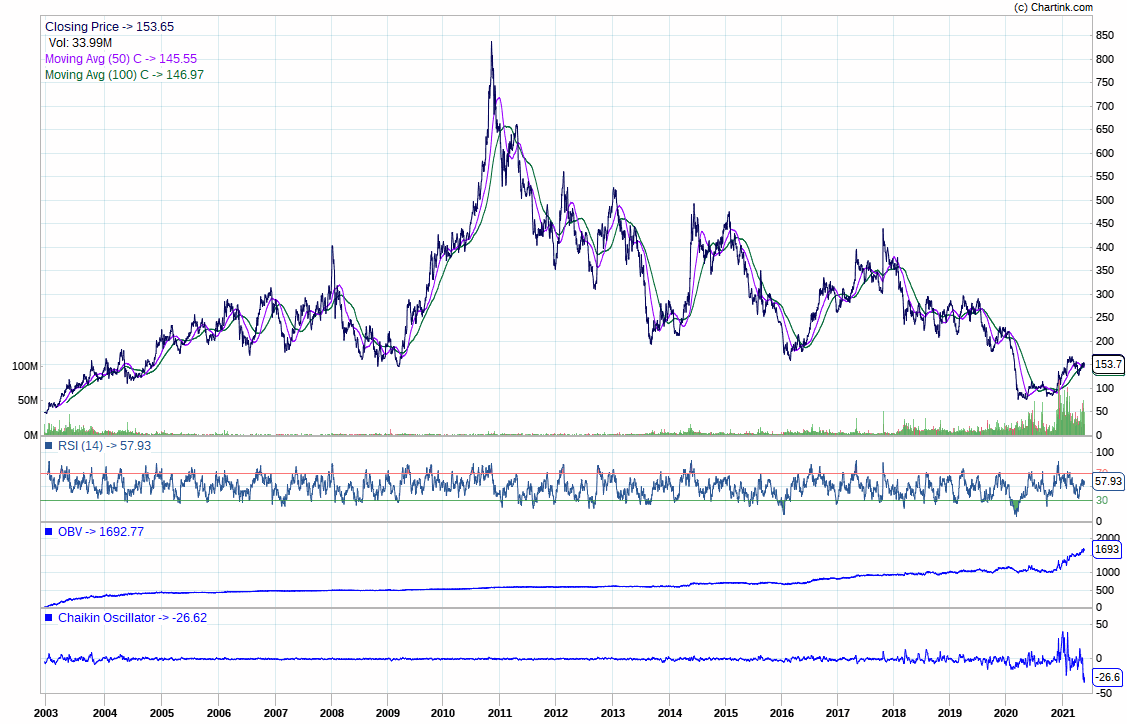 (c) Chartink.com
Closing Price -> 153.65
Vol: 33.99M
Moving Avg (50) C -> 145.55
Moving Avg (100) C -> 146.97
850
800
750
700
650
600
550
500
450
400
350
300
250
200
153.7
100
50
0
100M
50M
0M
RSI (14) -> 57.93
100
70
57.93
30
0
OBV -> 1692.77
2000
1693
1000
500
0
Chaikin Oscillator -> -26.62
50
0
-26.6
-50
2003 2004 2005 2006 2007 2008 2009 2010 2011 2012 2013 2014 2015 2016 2017 2018 2019 2020 2021